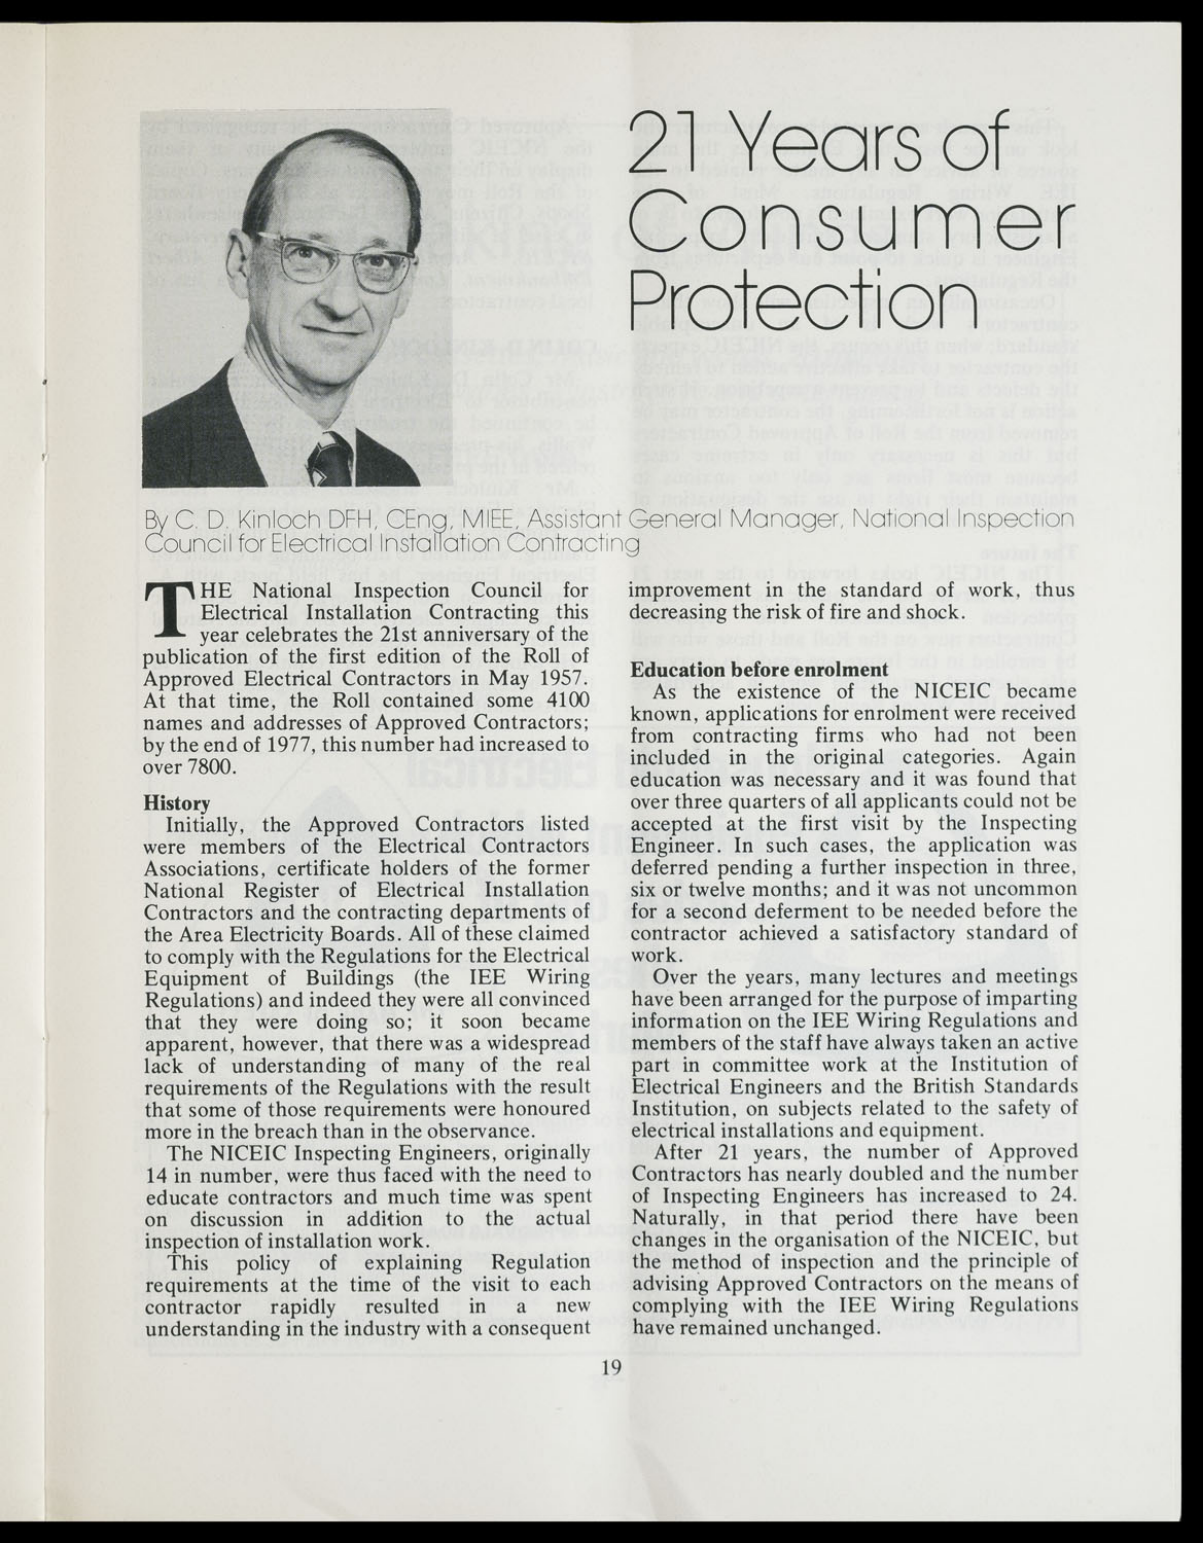 21 Years of
Consumer
Protection
By C. D. Kinloch DFH, CEng, MIEE, Assistant General Manager, National Inspection
Council for Electrical Installation Contracting
THE National Inspection Council for
Electrical Installation Contracting this
year celebrates the 21st anniversary of the
publication of the first edition of the Roll of
Approved Electrical Contractors in May 1957.
At that time, the Roll contained some 4100
names and addresses of Approved Contractors;
by the end of 1977, this number had increased to
over 7800.
History
Initially, the Approved Contractors listed
were members of the Electrical Contractors
Associations, certificate holders of the former
National Register of Electrical Installation
Contractors and the contracting departments of
the Area Electricity Boards. All of these claimed
to comply with the Regulations for the Electrical
Equipment of Buildings (the IEE Wiring
Regulations) and indeed they were all convinced
that they were doing so; it soon became
apparent, however, that there was a widespread
lack of understanding of many of the real
requirements of the Regulations with the result
that some of those requirements were honoured
more in the breach than in the observance.
The NICEIC Inspecting Engineers, originally
14 in number, were thus faced with the need to
educate contractors and much time was spent
on discussion in addition to the actual
inspection of installation work.
This policy of explaining Regulation
requirements at the time of the visit to each
contractor rapidly resulted in a new
understanding in the industry with a consequent
improvement in the standard of work, thus
decreasing the risk of fire and shock.
Education before enrolment
As the existence of the NICEIC became
known, applications for enrolment were received
from contracting firms who had not been
included in the original categories. Again
education was necessary and it was found that
over three quarters of all applicants could not be
accepted at the first visit by the Inspecting
Engineer. In such cases, the application was
deferred pending a further inspection in three,
six or twelve months; and it was not uncommon
for a second deferment to be needed before the
contractor achieved a satisfactory standard of
work.
Over the years, many lectures and meetings
have been arranged for the purpose of imparting
information on the IEE Wiring Regulations and
members of the staff have always taken an active
part in committee work at the Institution of
Electrical Engineers and the British Standards
Institution, on subjects related to the safety of
electrical installations and equipment.
After 21 years, the number of Approved
Contractors has nearly doubled and the number
of Inspecting Engineers has increased to 24.
Naturally, in that period there have been
changes in the organisation of the NICEIC, but
the method of inspection and the principle of
advising Approved Contractors on the means of
complying with the IEE Wiring Regulations
have remained unchanged.
19